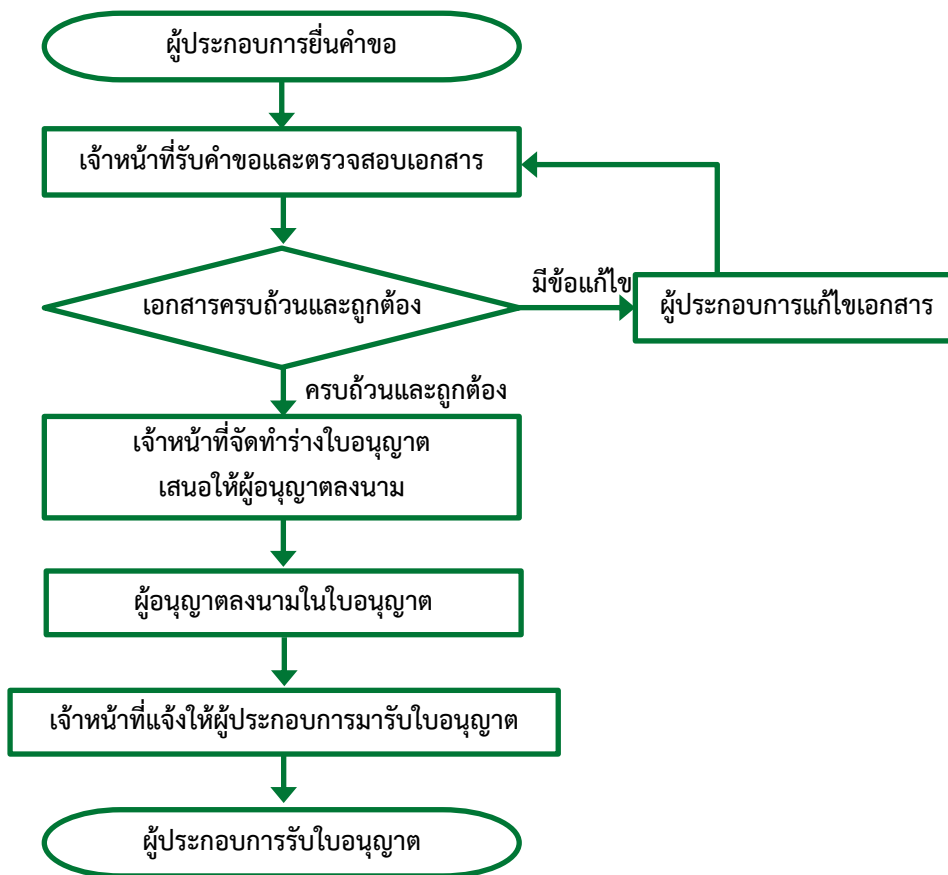 ผู้ประกอบการยื่นคำขอ
เจ้าหน้าที่รับคำขอและตรวจสอบเอกสาร
เอกสารครบถ้วนและถูกต้อง
มีข้อแก้ไข
ผู้ประกอบการแก้ไขเอกสาร
ครบถ้วนและถูกต้อง
เจ้าหน้าที่จัดทำร่างใบอนุญาต
เสนอให้ผู้อนุญาตลงนาม
ผู้อนุญาตลงนามในใบอนุญาต
เจ้าหน้าที่แจ้งให้ผู้ประกอบการมารับใบอนุญาต
ผู้ประกอบการรับใบอนุญาต